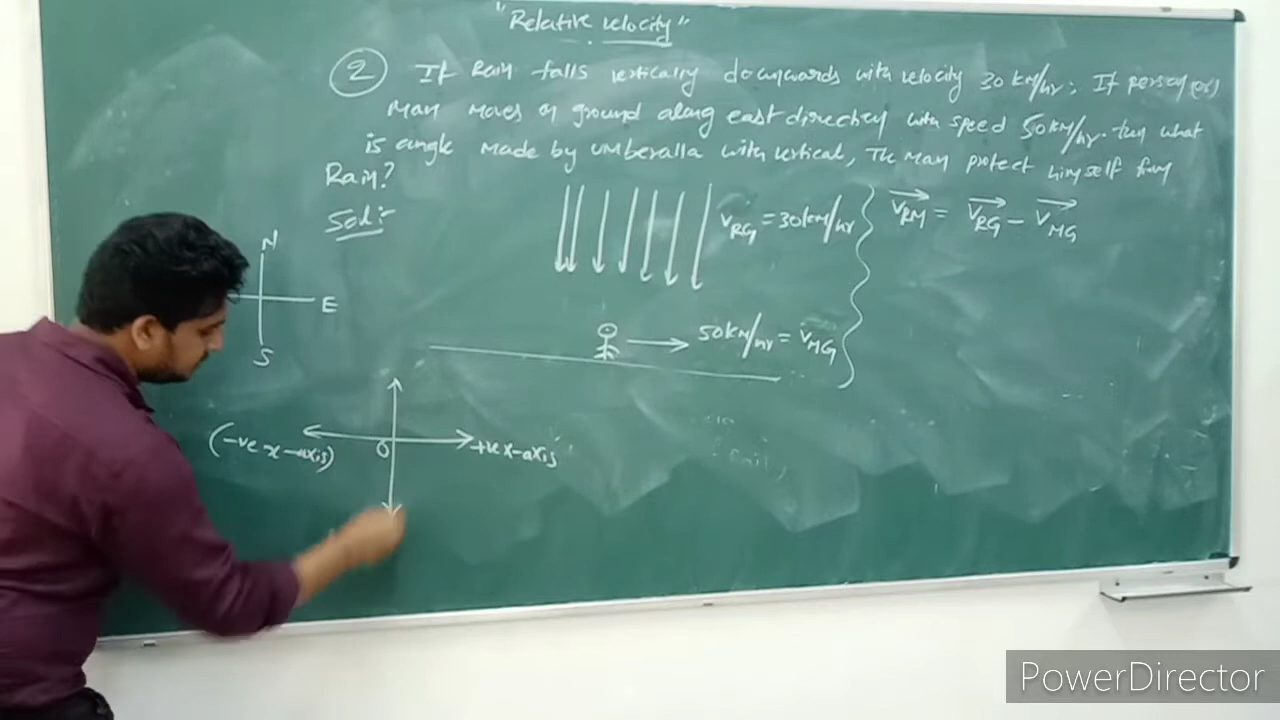 "Relative velocity"
② If Rain falls vertically downwards with velocity 30 km/hr; If person (or)
Man moves on ground along east direction with speed 50km/hr. then what
is angle made by umberalla with vertical, The man protect himself from
Rain?
Sol:-
V_RG = 30km/hr
V_RM = V_RG - V_MG
N
E
S
50km/hr = V_MG
(-ve x-axis)
O
+ve x-axis
PowerDirector